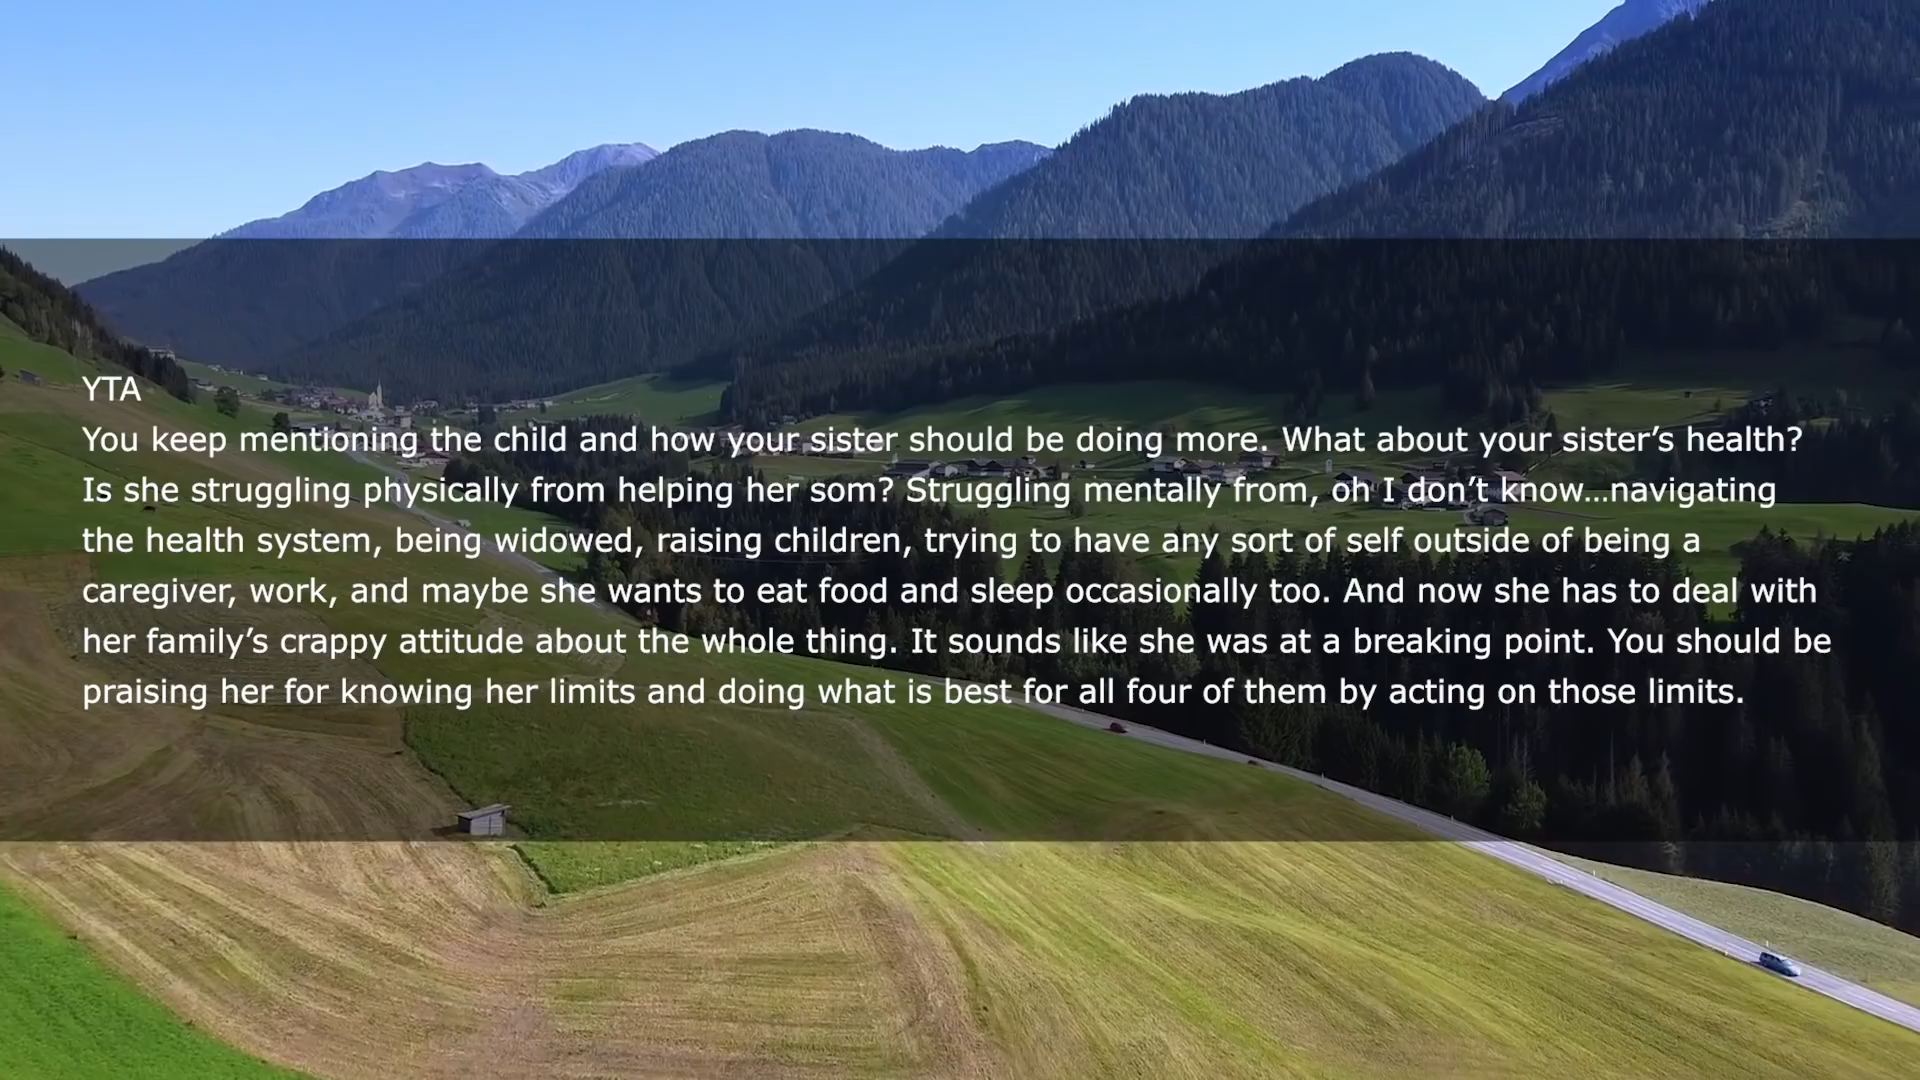 YTA
You keep mentioning the child and how your sister should be doing more. What about your sister’s health?
Is she struggling physically from helping her som? Struggling mentally from, oh I don’t know…navigating
the health system, being widowed, raising children, trying to have any sort of self outside of being a
caregiver, work, and maybe she wants to eat food and sleep occasionally too. And now she has to deal with
her family’s crappy attitude about the whole thing. It sounds like she was at a breaking point. You should be
praising her for knowing her limits and doing what is best for all four of them by acting on those limits.